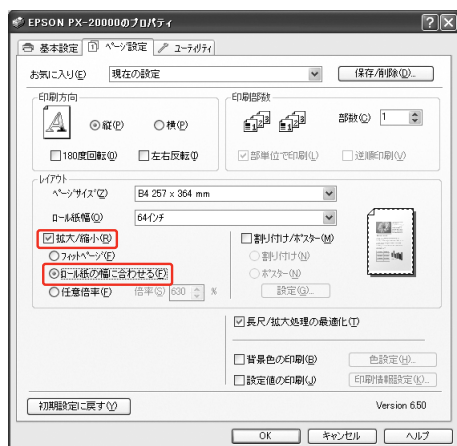 EPSON PX-20000のプロパティ
基本設定 ページ設定 ユーティリティ
お気に入り(E) 現在の設定 保存/削除(D)...
印刷方向 印刷部数
縦(P) 横(P) 部数(C) 1
180度回転(0) 左右反転(I) 部単位で印刷(L) 逆順印刷(V)
レイアウト
ページサイズ(Z) B4 257 x 364 mm
ロール紙幅(Q) 64インチ
拡大/縮小(R) 割り付け/ポスター(M)
フィットページ(F) 割り付け(N)
ロール紙の幅に合わせる(F) ポスター(N)
任意倍率(F) 倍率(S) 630 % 設定(G)...
長尺/拡大処理の最適化(T)
背景色の印刷(B) 色設定(H)...
設定値の印刷(J) 印刷情報設定(K)...
初期設定に戻す(Y) Version 6.50
OK キャンセル ヘルプ